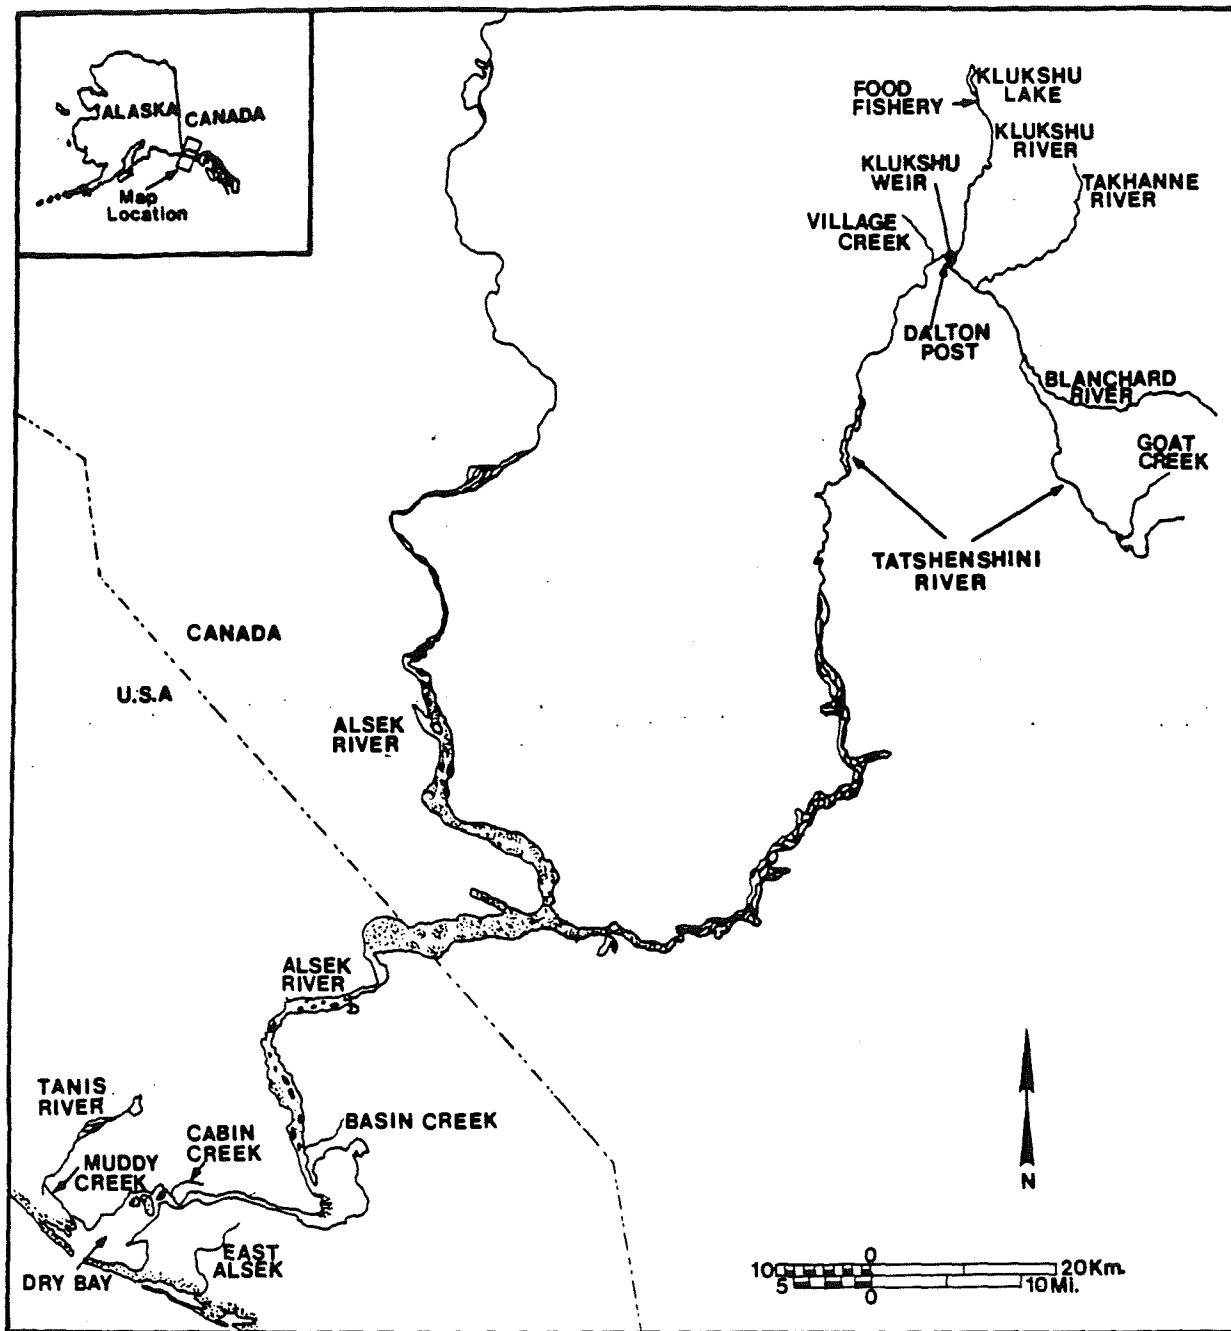 ALASKA
CANADA
Map
Location
FOOD
FISHERY
KLUKSHU
LAKE
KLUKSHU
RIVER
KLUKSHU
WEIR
TAKHANNE
RIVER
VILLAGE
CREEK
DALTON
POST
BLANCHARD
RIVER
GOAT
CREEK
TATSHENSHINI
RIVER
CANADA
U.S.A
ALSEK
RIVER
ALSEK
RIVER
TANIS
RIVER
MUDDY
CREEK
CABIN
CREEK
BASIN CREEK
EAST
ALSEK
DRY BAY
N
10 0 20Km.
5 0 10Mi.